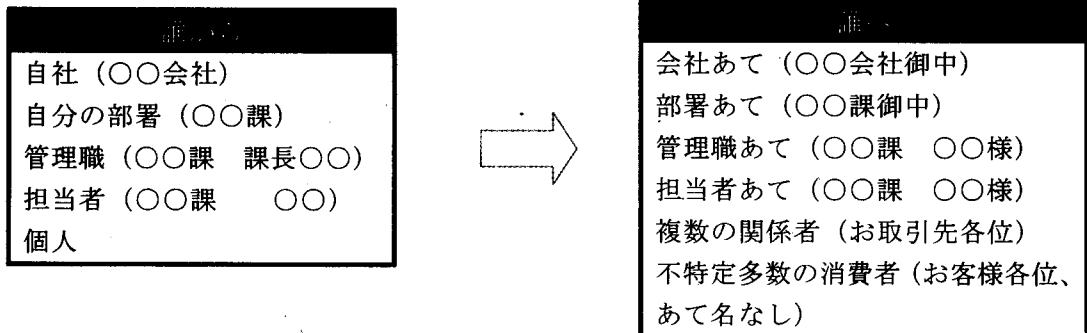 自社（○○会社）
自分の部署（○○課）
管理職（○○課　課長○○）
担当者（○○課　　○○）
個人
会社あて（○○会社御中）
部署あて（○○課御中）
管理職あて（○○課　○○様）
担当者あて（○○課　○○様）
複数の関係者（お取引先各位）
不特定多数の消費者（お客様各位、
あて名なし）